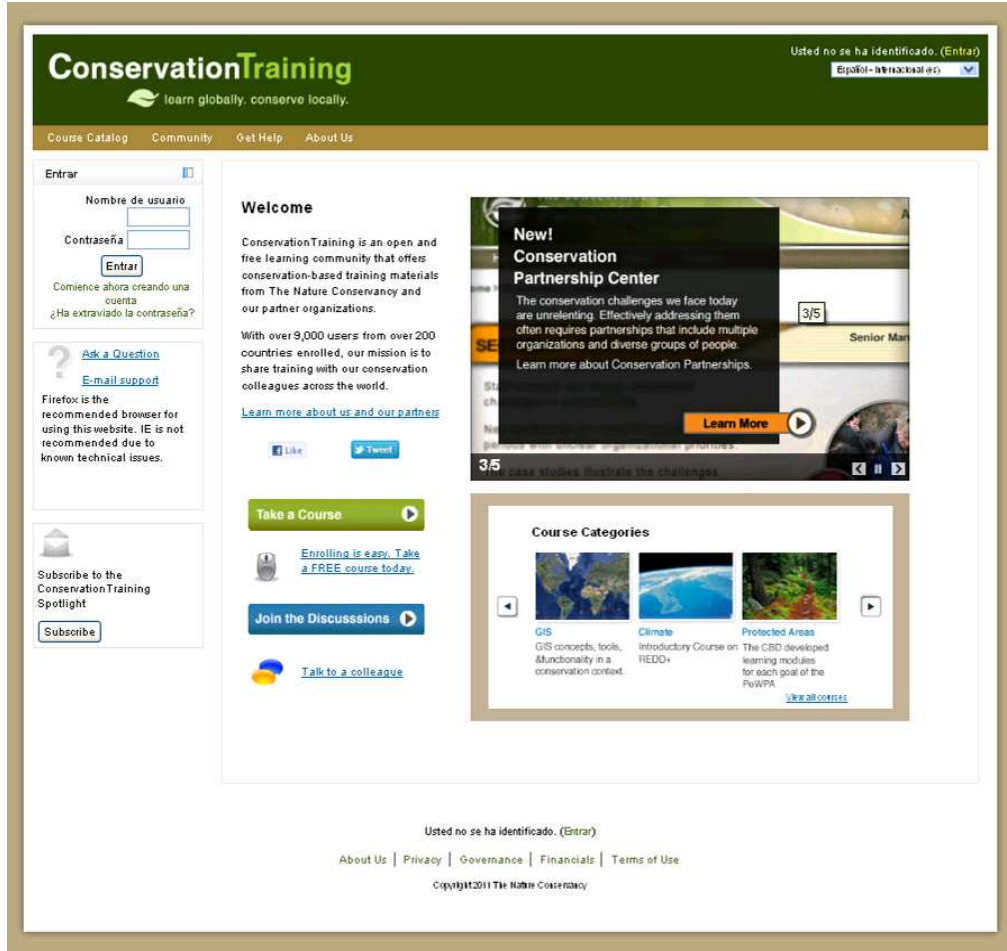 ConservationTraining
learn globally. conserve locally.
Usted no se ha identificado. (Entrar)
Español - Internacional (es)
Course Catalog Community Get Help About Us
Entrar
Nombre de usuario
Contraseña
Entrar
Comience ahora creando una
cuenta
¿Ha extraviado la contraseña?
Ask a Question
E-mail support
Firefox is the
recommended browser for
using this website. IE is not
recommended due to
known technical issues.
Subscribe to the
ConservationTraining
Spotlight
Subscribe
Welcome
ConservationTraining is an open and
free learning community that offers
conservation-based training materials
from The Nature Conservancy and
our partner organizations.
With over 9,000 users from over 200
countries enrolled, our mission is to
share training with our conservation
colleagues across the world.
Learn more about us and our partners
Like
Tweet
Take a Course
Enrolling is easy. Take
a FREE course today.
Join the Discusssions
Talk to a colleague
New!
Conservation
Partnership Center
The conservation challenges we face today
are unrelenting. Effectively addressing them
often requires partnerships that include multiple
organizations and diverse groups of people.
Learn more about Conservation Partnerships.
3/5
Senior Man
Learn More
3/5
case studies illustrate the challenges
Course Categories
GIS
GIS concepts, tools,
&functionality in a
conservation context.
Climate
Introductory Course on
REDD+
Protected Areas
The CBD developed
learning modules
for each goal of the
PoWPA
View all courses
Usted no se ha identificado. (Entrar)
About Us | Privacy | Governance | Financials | Terms of Use
Copyright 2011 The Nature Conservancy